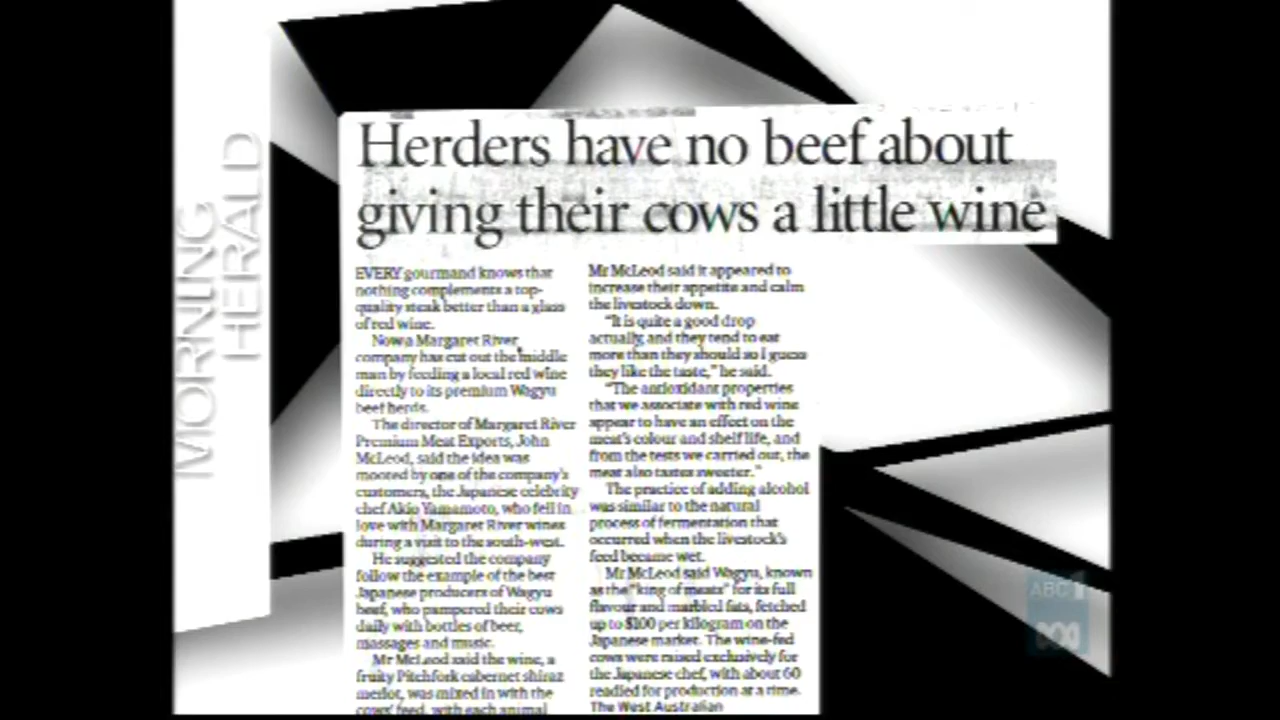 MORNING
HERALD
Herders have no beef about
giving their cows a little wine
EVERY gourmand knows that
nothing complements a top-
quality steak better than a glass
of red wine.
Now a Margaret River
company has cut out the middle
man by feeding a local red wine
directly to its premium Wagyu
beef herds.
The director of Margaret River
Premium Meat Exports, John
McLeod, said the idea was
mooted by one of the company's
customers, the Japanese celebrity
chef Akio Yamamoto, who fell in
love with Margaret River wines
during a visit to the south-west.
He suggested the company
follow the example of the best
Japanese producers of Wagyu
beef, who pampered their cows
daily with bottles of beer,
massages and music.
Mr McLeod said the wine, a
fruity Pitchfork cabernet shiraz
merlot, was mixed in with the
cows' feed, with each animal
Mr McLeod said it appeared to
increase their appetite and calm
the livestock down.
"It is quite a good drop
actually, and they tend to eat
more than they should so I guess
they like the taste," he said.
"The antioxidant properties
that we associate with red wine
appear to have an effect on the
meat's colour and shelf life, and
from the tests we carried out, the
meat also tastes sweeter."
The practice of adding alcohol
was similar to the natural
process of fermentation that
occurred when the livestock's
feed became wet.
Mr McLeod said Wagyu, known
as the "king of meats" for its full
flavour and marbled fats, fetched
up to $100 per kilogram on the
Japanese market. The wine-fed
cows were raised exclusively for
the Japanese chef, with about 60
readied for production at a time.
The West Australian
ABC1